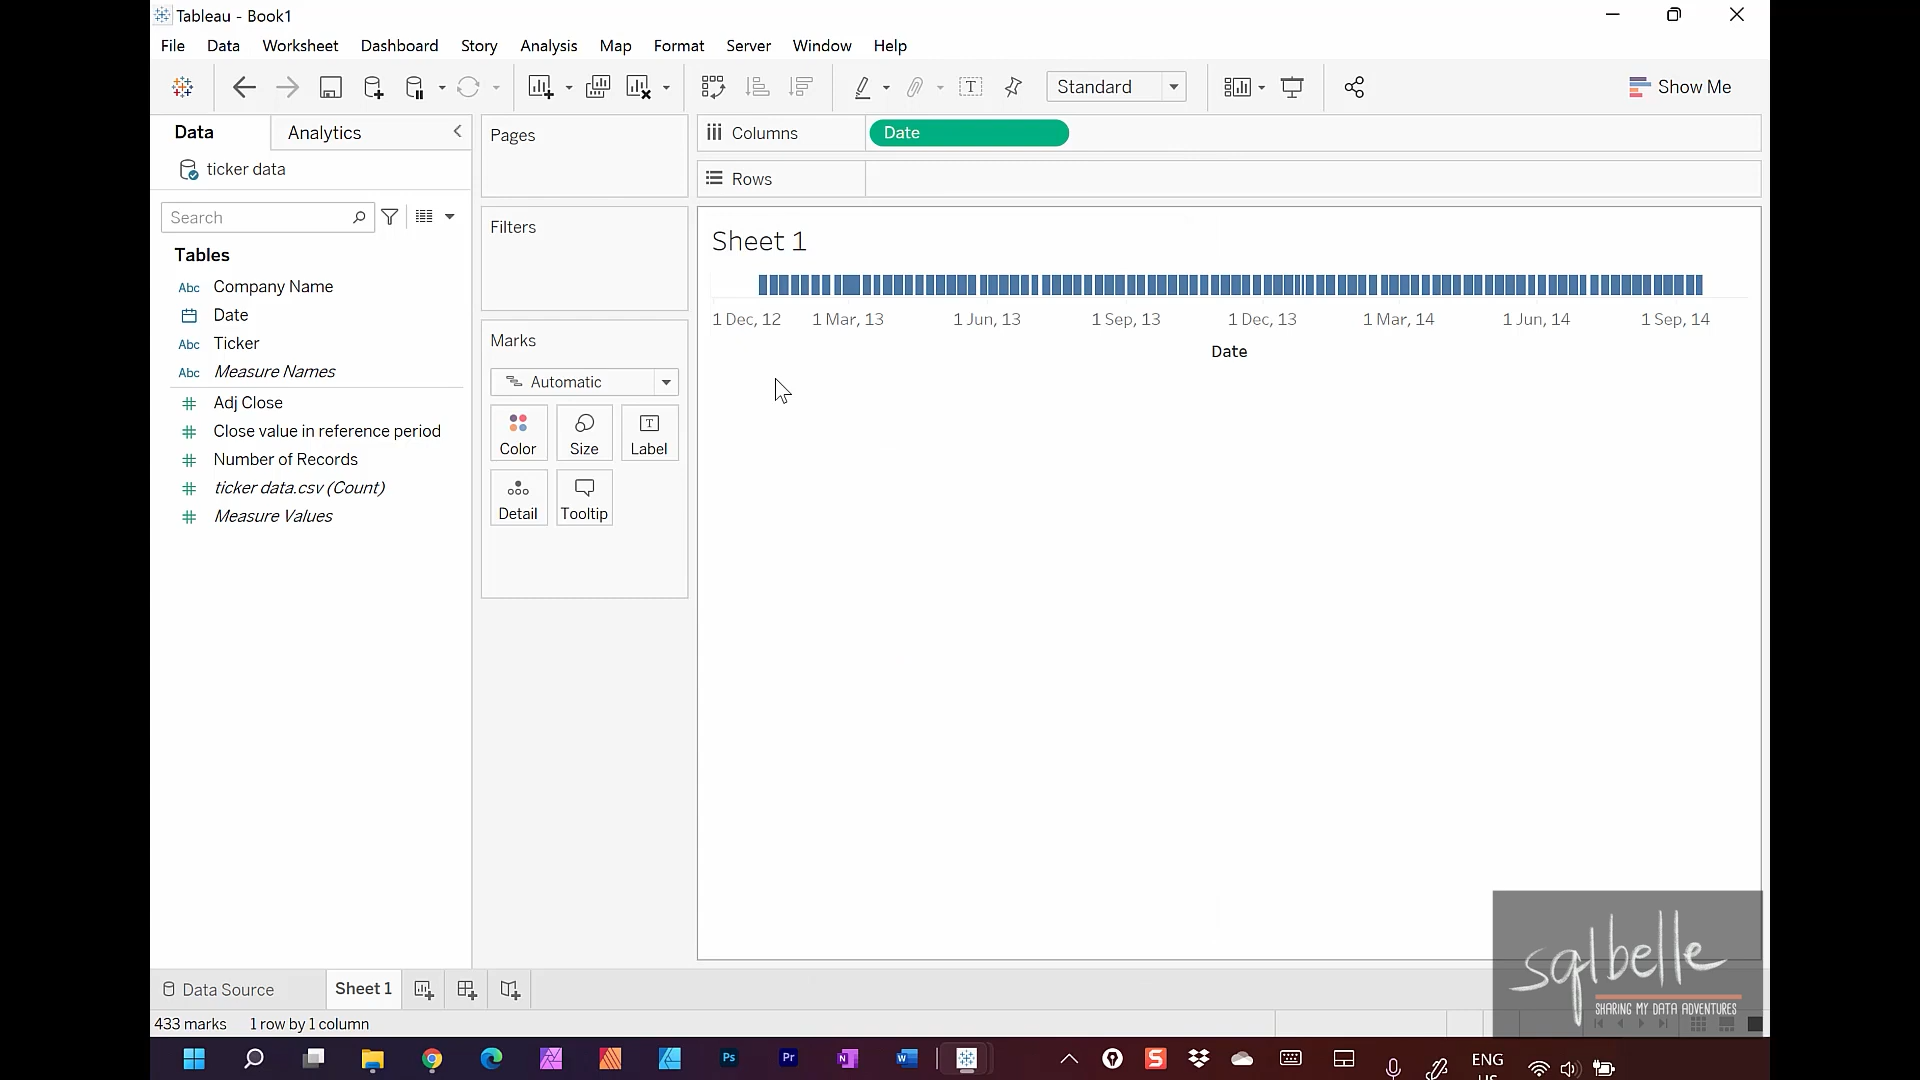 Tableau - Book1
File Data Worksheet Dashboard Story Analysis Map Format Server Window Help
Standard
Show Me
Data
Analytics
ticker data
Search
Tables
Abc Company Name
Date
Abc Ticker
Abc Measure Names
Adj Close
Close value in reference period
Number of Records
ticker data.csv (Count)
Measure Values
Pages
Filters
Marks
Automatic
Color Size Label
Detail Tooltip
Columns Date
Rows
Sheet 1
1 Dec, 12 1 Mar, 13 1 Jun, 13 1 Sep, 13 1 Dec, 13 1 Mar, 14 1 Jun, 14 1 Sep, 14
Date
sqlbelle
SHARING MY DATA ADVENTURES
Data Source Sheet 1
433 marks 1 row by 1 column
Ps Pr N W S ENG